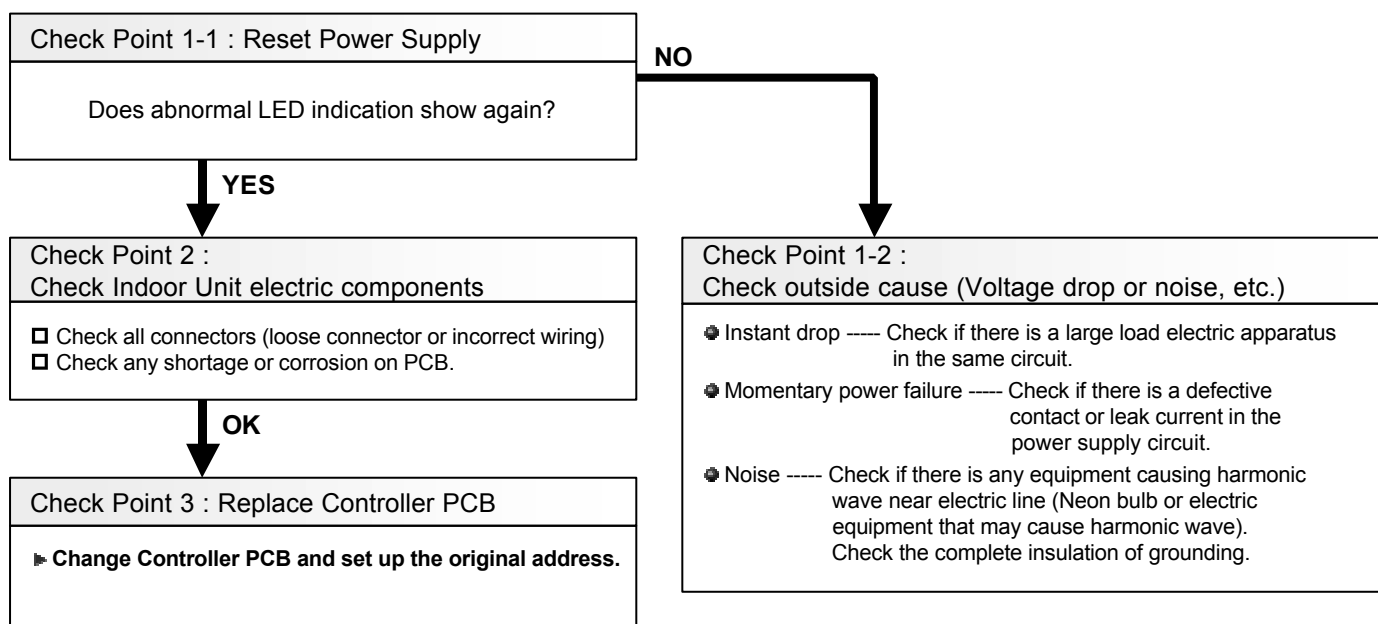 Check Point 1-1 : Reset Power Supply
Does abnormal LED indication show again?
NO
YES
Check Point 2 :
Check Indoor Unit electric components
Check all connectors (loose connector or incorrect wiring)
Check any shortage or corrosion on PCB.
OK
Check Point 3 : Replace Controller PCB
Change Controller PCB and set up the original address.
Check Point 1-2 :
Check outside cause (Voltage drop or noise, etc.)
Instant drop ----- Check if there is a large load electric apparatus
in the same circuit.
Momentary power failure ----- Check if there is a defective
contact or leak current in the
power supply circuit.
Noise ----- Check if there is any equipment causing harmonic
wave near electric line (Neon bulb or electric
equipment that may cause harmonic wave).
Check the complete insulation of grounding.